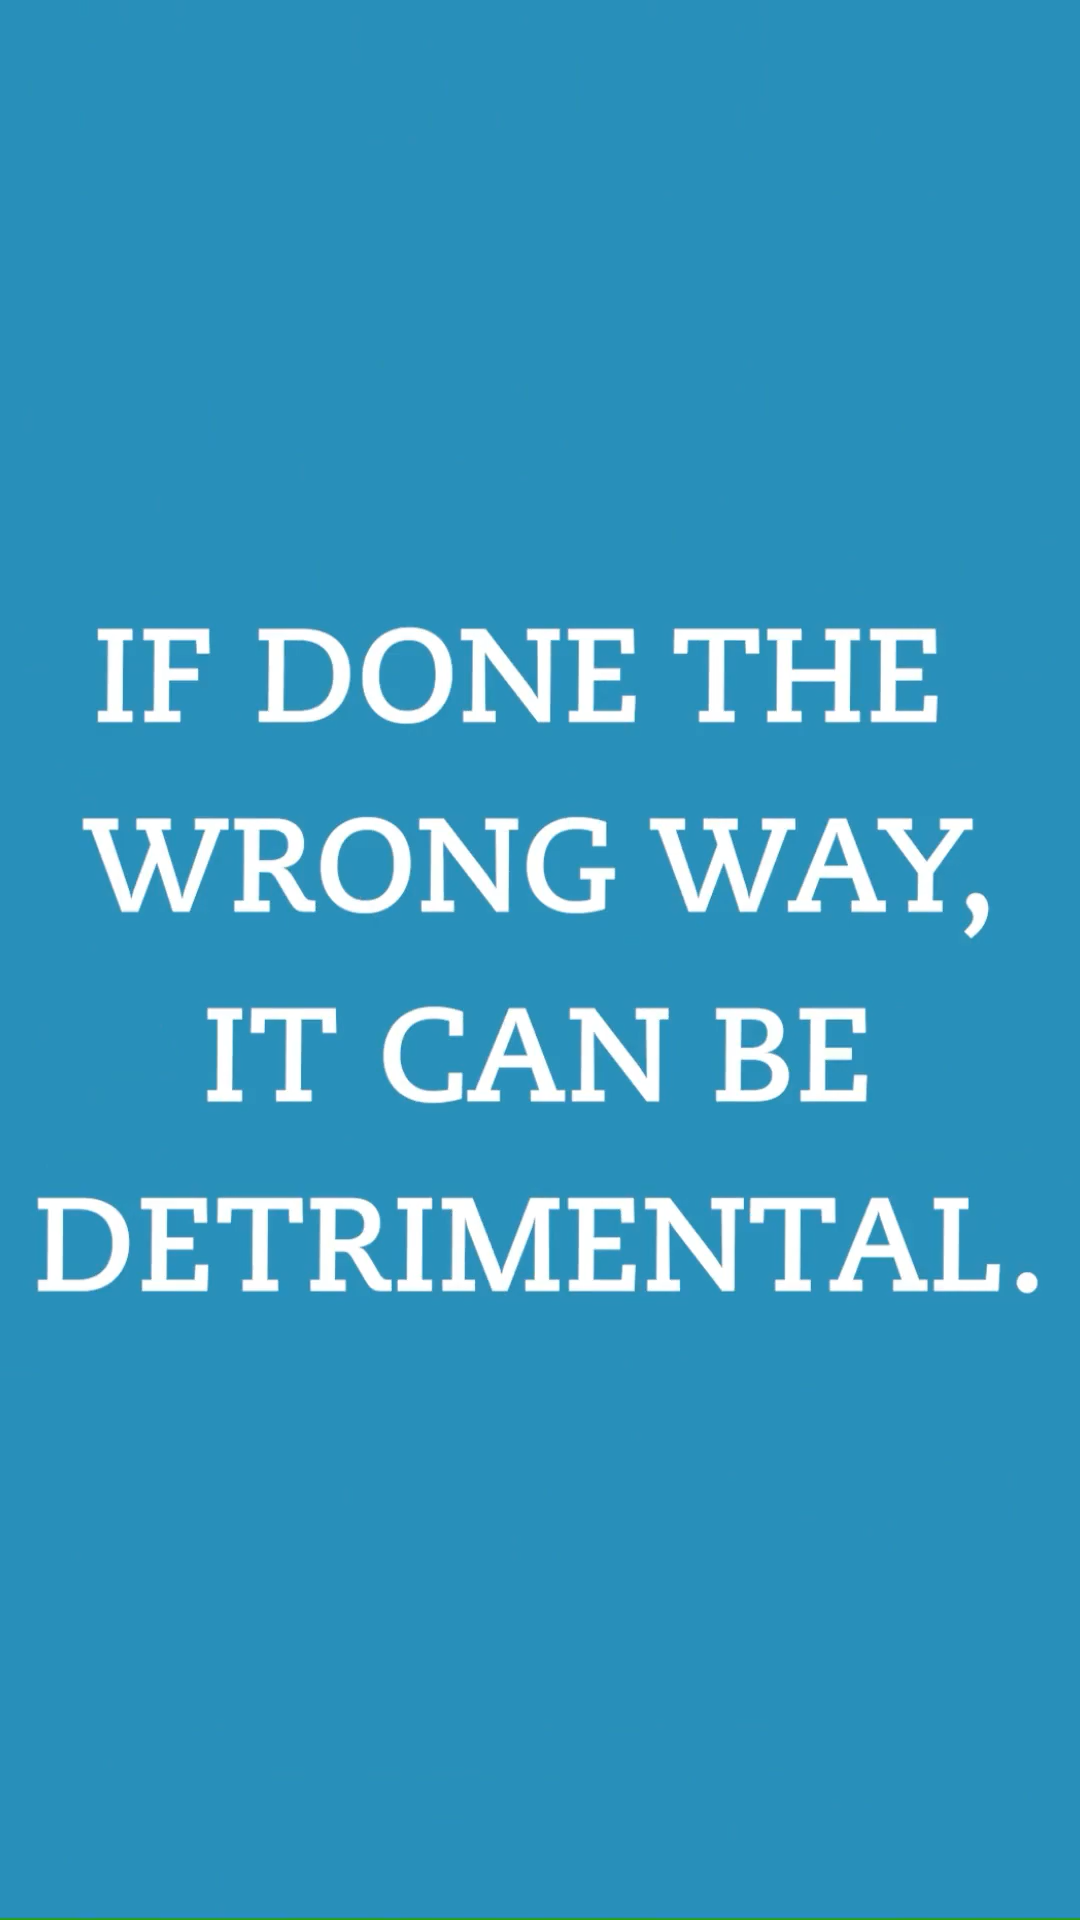 IF DONE THE
WRONG WAY,
IT CAN BE
DETRIMENTAL.